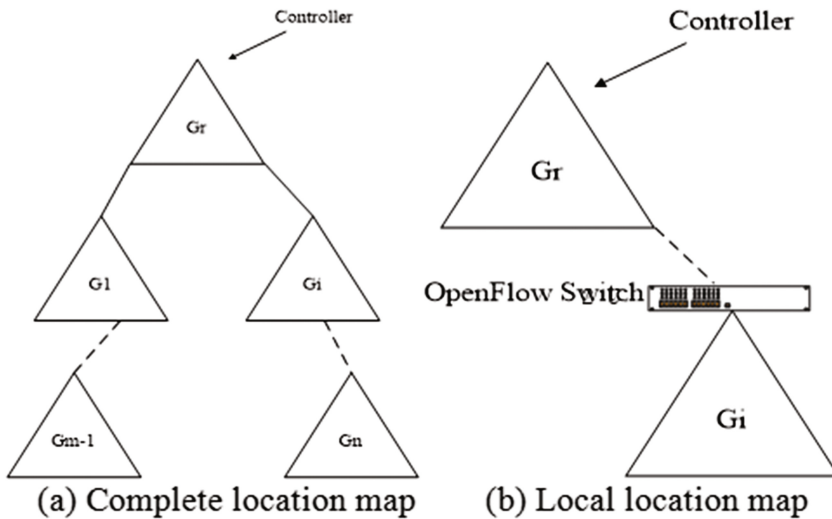 Controller
Gr
G1
Gi
Gm-1
Gn
(a) Complete location map
Controller
Gr
OpenFlow Switch
Gi
(b) Local location map